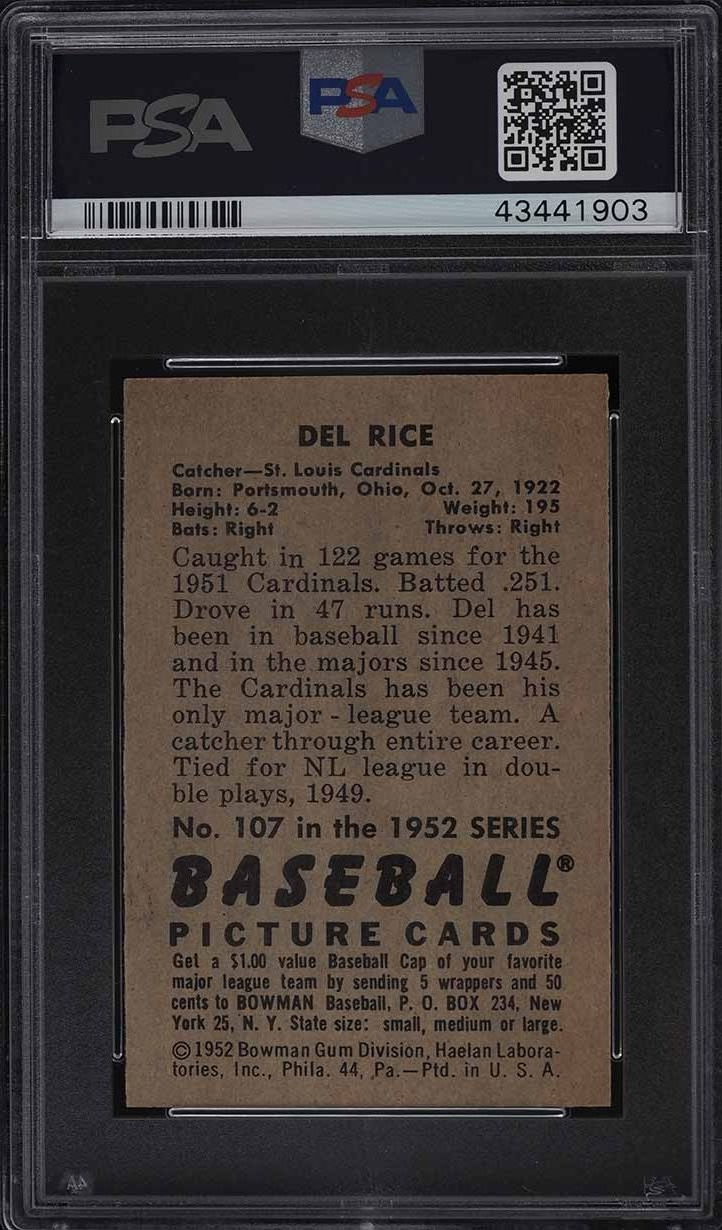 PSA
PSA
43441903
DEL RICE
Catcher—St. Louis Cardinals
Born: Portsmouth, Ohio, Oct. 27, 1922
Height: 6-2 Weight: 195
Bats: Right Throws: Right
Caught in 122 games for the
1951 Cardinals. Batted .251.
Drove in 47 runs. Del has
been in baseball since 1941
and in the majors since 1945.
The Cardinals has been his
only major-league team. A
catcher through entire career.
Tied for NL league in dou-
ble plays, 1949.
No. 107 in the 1952 SERIES
BASEBALL®
PICTURE CARDS
Get a $1.00 value Baseball Cap of your favorite
major league team by sending 5 wrappers and 50
cents to BOWMAN Baseball, P. O. BOX 234, New
York 25, N. Y. State size: small, medium or large.
©1952 Bowman Gum Division, Haelan Labora-
tories, Inc., Phila. 44, Pa.—Ptd. in U. S. A.